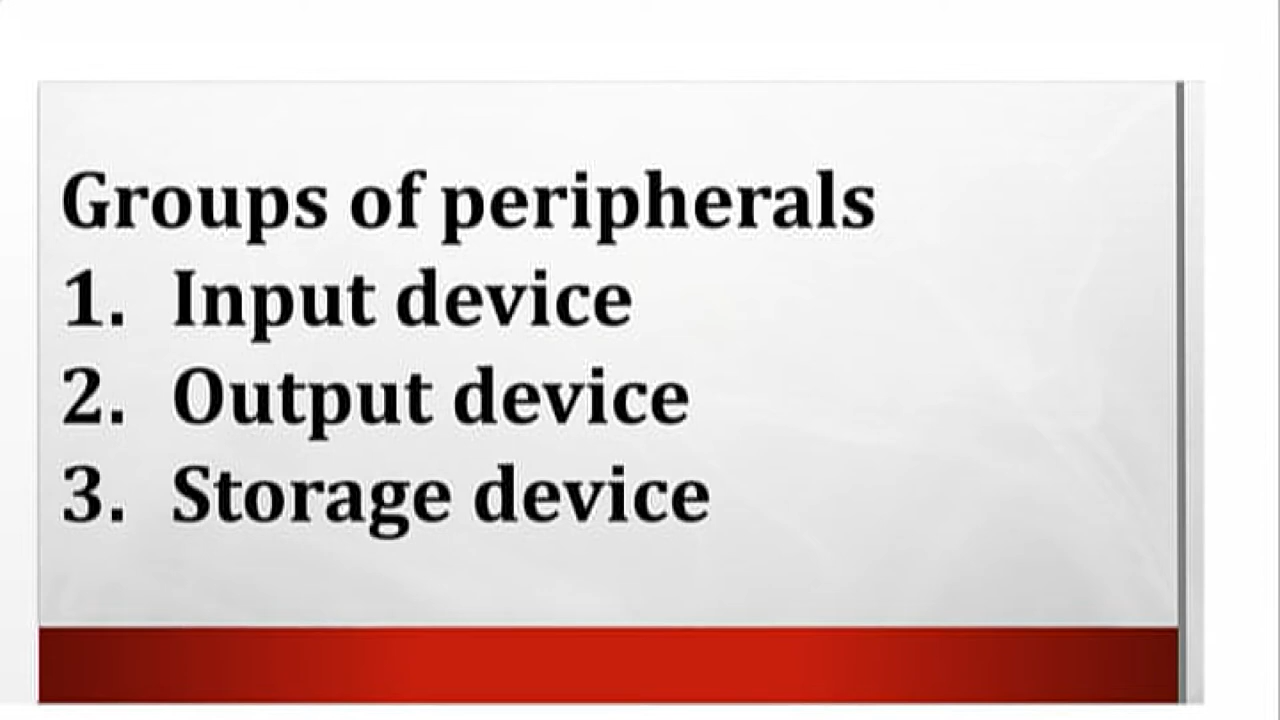 Groups of peripherals
1. Input device
2. Output device
3. Storage device